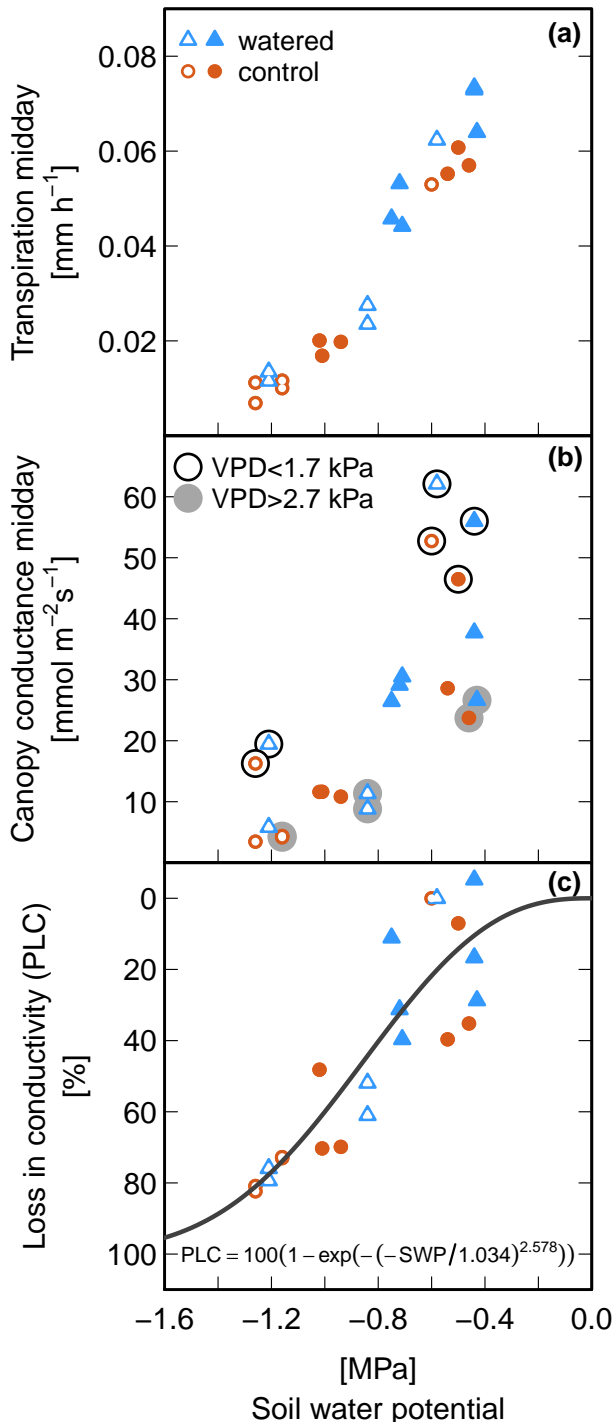 (a)
watered
control
0.08
0.06
0.04
0.02
Transpiration midday
[mm h⁻¹]
(b)
VPD<1.7 kPa
VPD>2.7 kPa
60
50
40
30
20
10
Canopy conductance midday
[mmol m⁻²s⁻¹]
(c)
0
20
40
60
80
100
Loss in conductivity (PLC)
[%]
PLC = 100(1 − exp(− (−SWP/1.034)^2.578))
−1.6 −1.2 −0.8 −0.4 0.0
[MPa]
Soil water potential